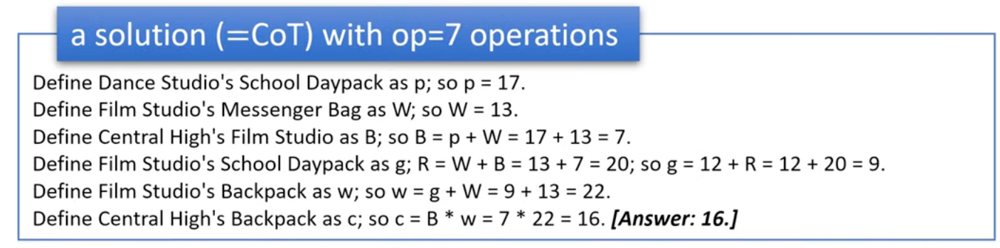 a solution (=CoT) with op=7 operations
Define Dance Studio's School Daypack as p; so p = 17.
Define Film Studio's Messenger Bag as W; so W = 13.
Define Central High's Film Studio as B; so B = p + W = 17 + 13 = 7.
Define Film Studio's School Daypack as g; R = W + B = 13 + 7 = 20; so g = 12 + R = 12 + 20 = 9.
Define Film Studio's Backpack as w; so w = g + W = 9 + 13 = 22.
Define Central High's Backpack as c; so c = B * w = 7 * 22 = 16. [Answer: 16.]